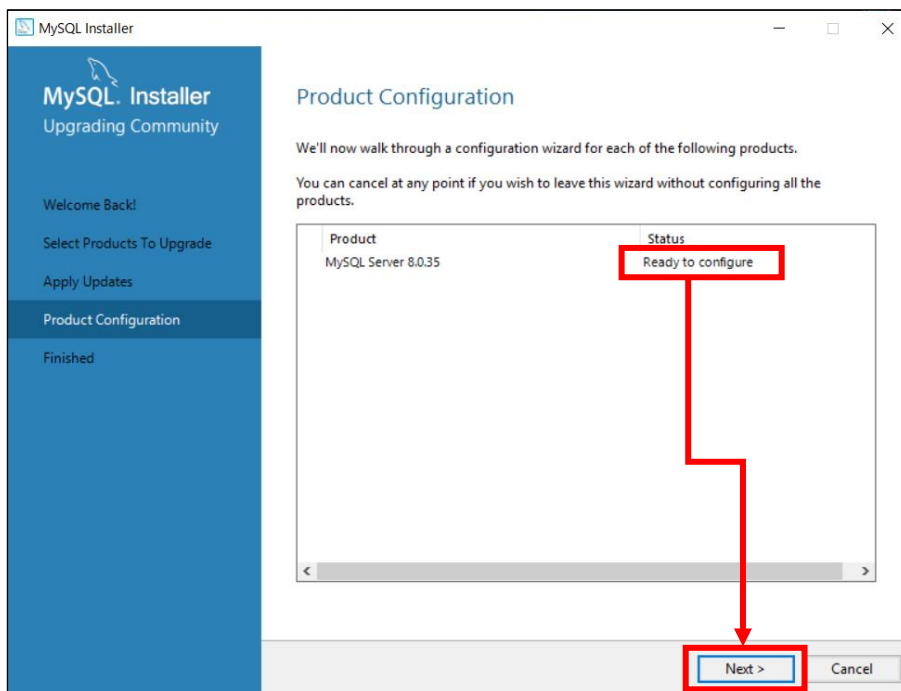 MySQL Installer
MySQL. Installer
Upgrading Community
Welcome Back!
Select Products To Upgrade
Apply Updates
Product Configuration
Finished
Product Configuration
We'll now walk through a configuration wizard for each of the following products.
You can cancel at any point if you wish to leave this wizard without configuring all the
products.
Product Status
MySQL Server 8.0.35 Ready to configure
Next > Cancel